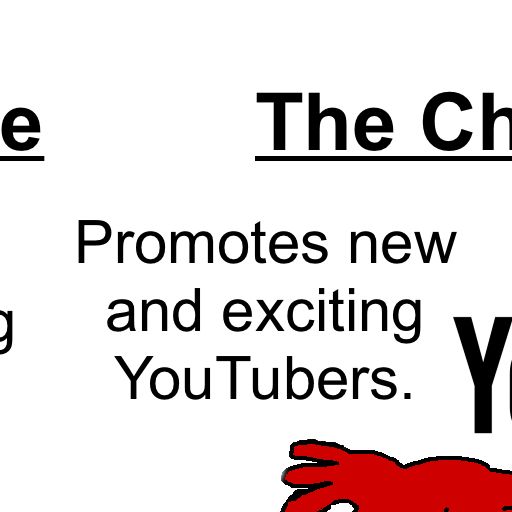 e The Ch
Promotes new
and exciting
g
YouTubers.
Y